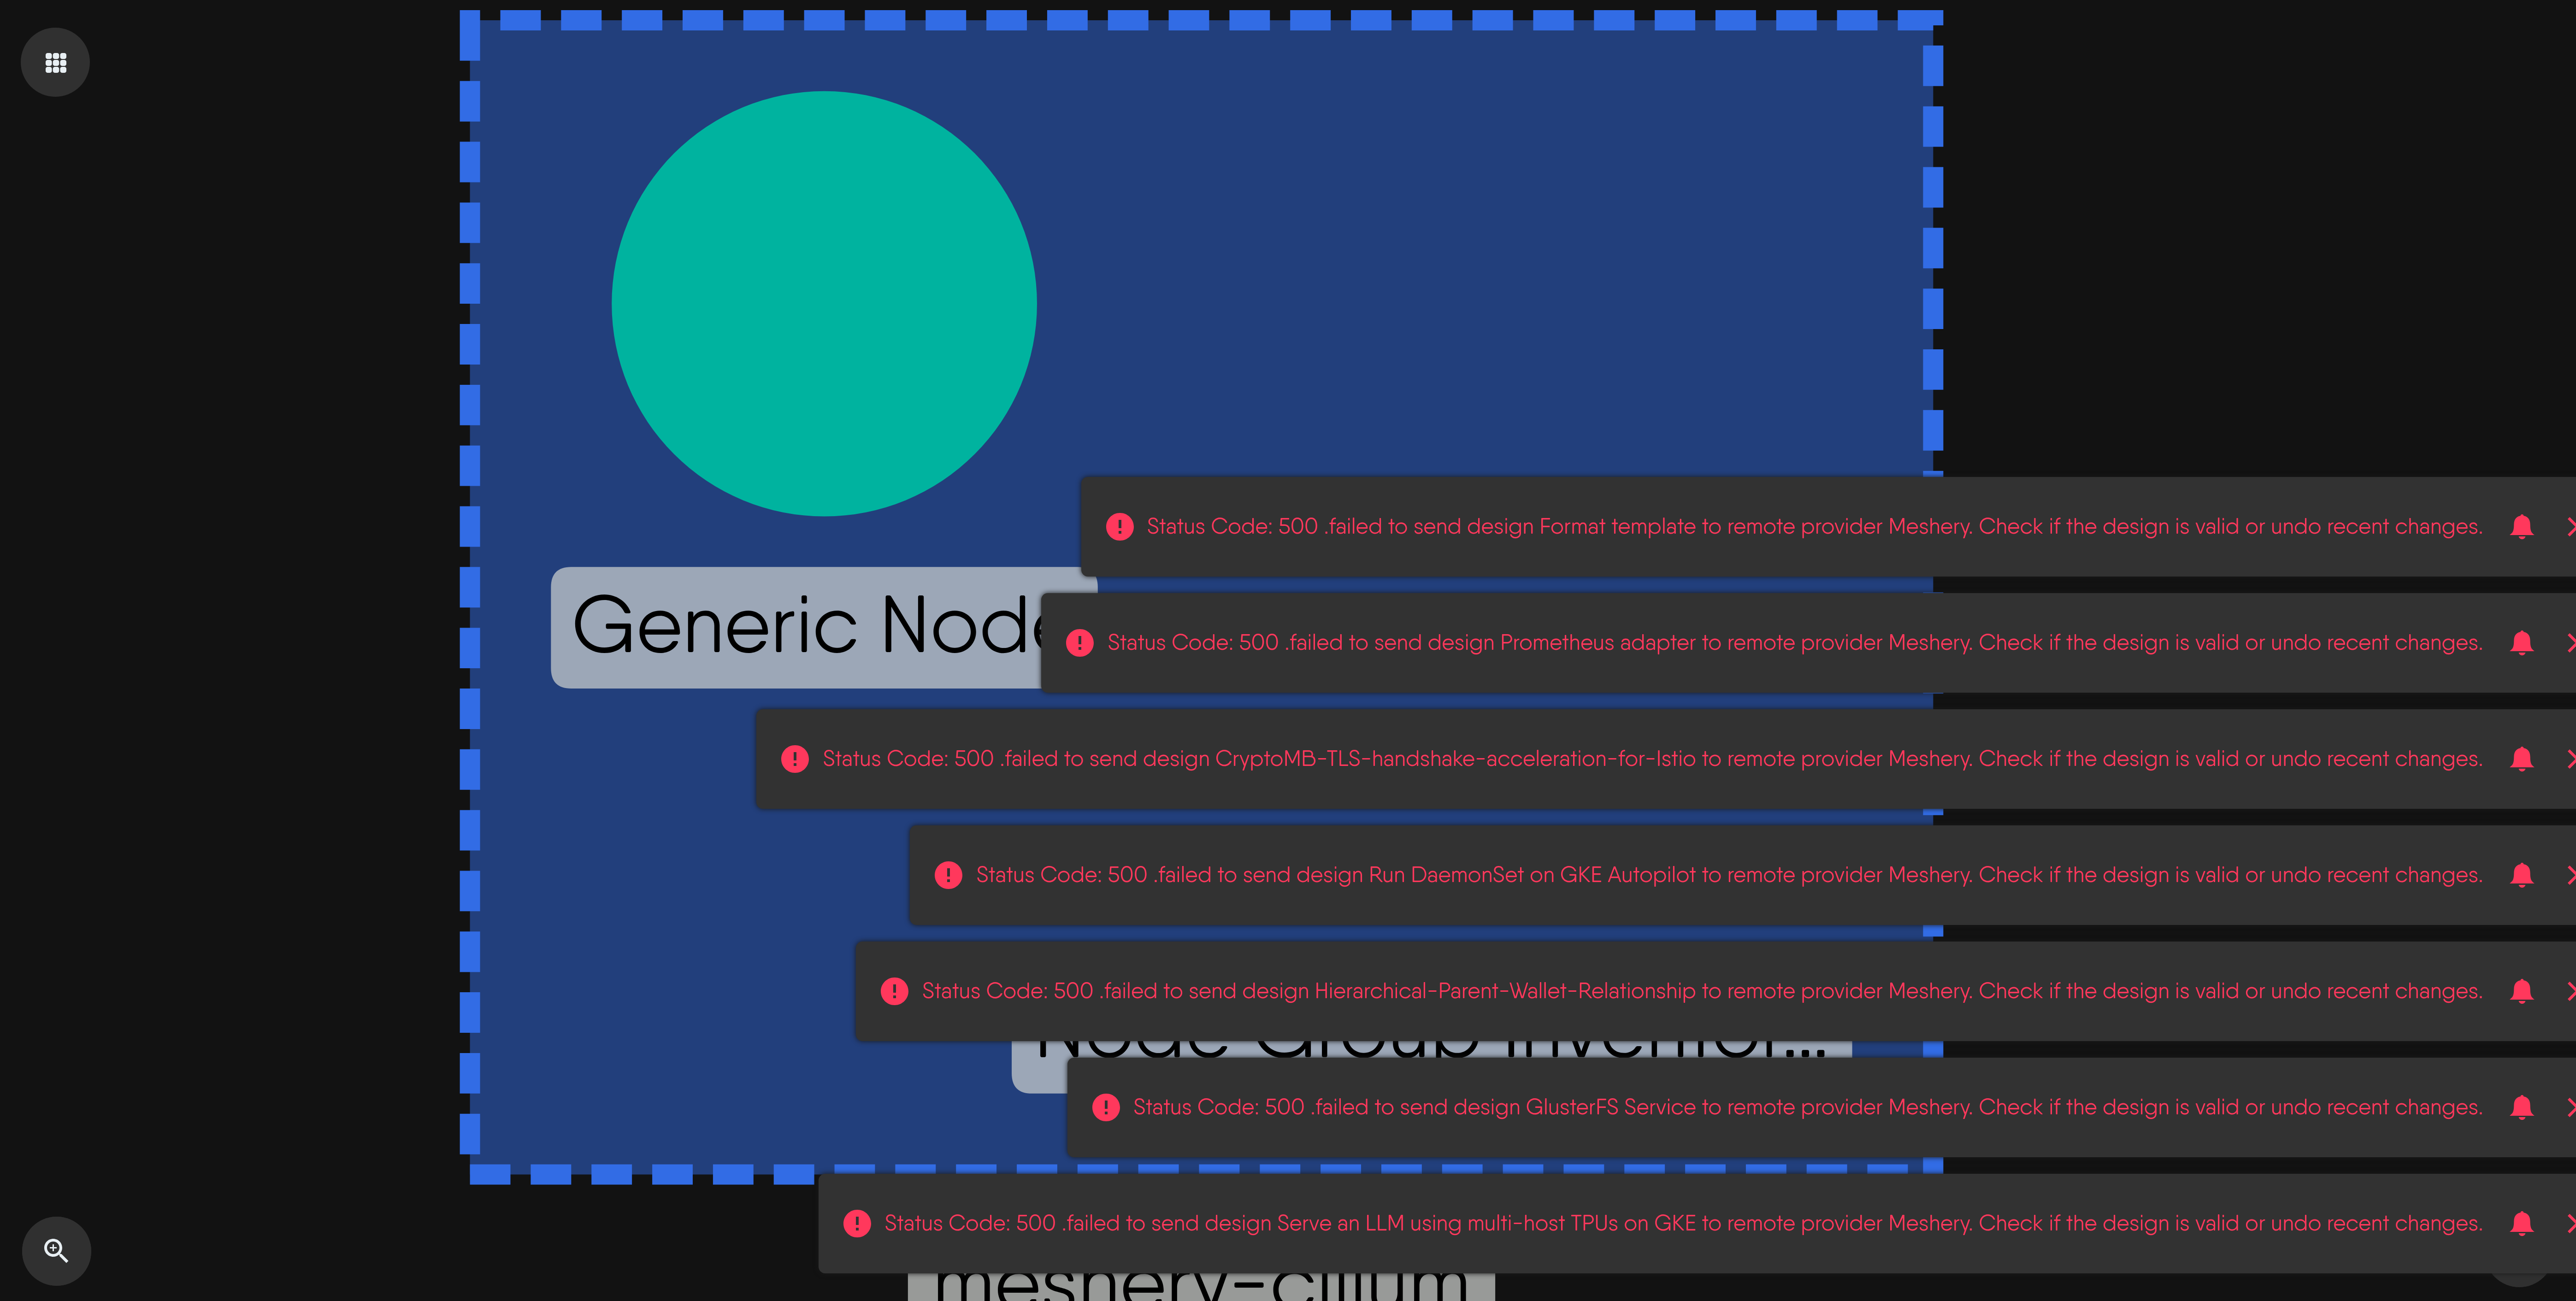 Status Code: 500 .failed to send design Format template to remote provider Meshery. Check if the design is valid or undo recent changes.
Generic Node
Status Code: 500 .failed to send design Prometheus adapter to remote provider Meshery. Check if the design is valid or undo recent changes.
Status Code: 500 .failed to send design CryptoMB-TLS-handshake-acceleration-for-Istio to remote provider Meshery. Check if the design is valid or undo recent changes.
Status Code: 500 .failed to send design Run DaemonSet on GKE Autopilot to remote provider Meshery. Check if the design is valid or undo recent changes.
Status Code: 500 .failed to send design Hierarchical-Parent-Wallet-Relationship to remote provider Meshery. Check if the design is valid or undo recent changes.
Node Group Inventor...
Status Code: 500 .failed to send design GlusterFS Service to remote provider Meshery. Check if the design is valid or undo recent changes.
Status Code: 500 .failed to send design Serve an LLM using multi-host TPUs on GKE to remote provider Meshery. Check if the design is valid or undo recent changes.
meshery-cilium